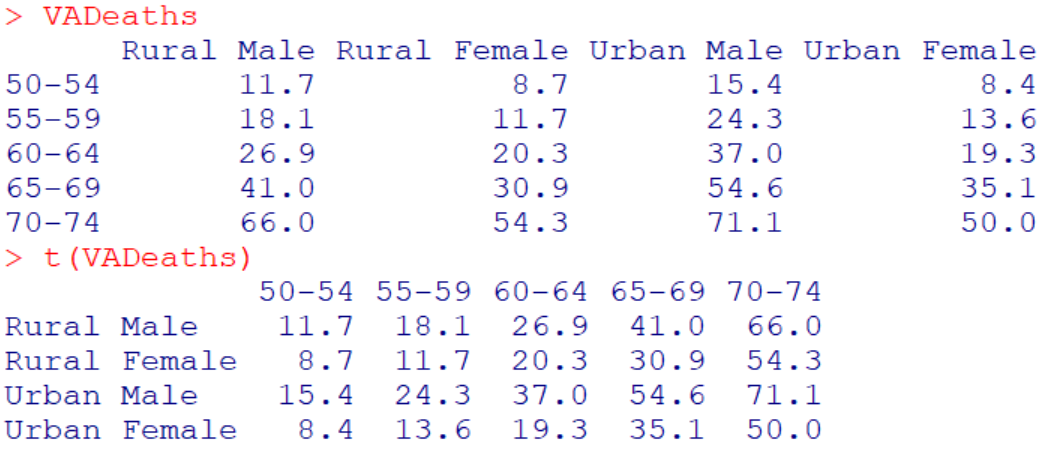 > VADeaths
      Rural Male Rural Female Urban Male Urban Female
50-54       11.7          8.7       15.4          8.4
55-59       18.1         11.7       24.3         13.6
60-64       26.9         20.3       37.0         19.3
65-69       41.0         30.9       54.6         35.1
70-74       66.0         54.3       71.1         50.0
> t(VADeaths)
             50-54 55-59 60-64 65-69 70-74
Rural Male    11.7  18.1  26.9  41.0  66.0
Rural Female   8.7  11.7  20.3  30.9  54.3
Urban Male    15.4  24.3  37.0  54.6  71.1
Urban Female   8.4  13.6  19.3  35.1  50.0